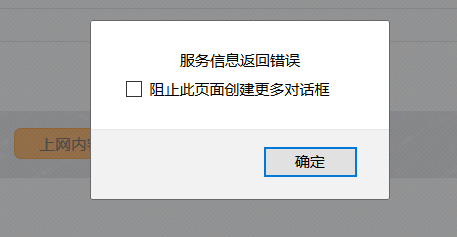 服务信息返回错误
阻止此页面创建更多对话框
上网内
确定